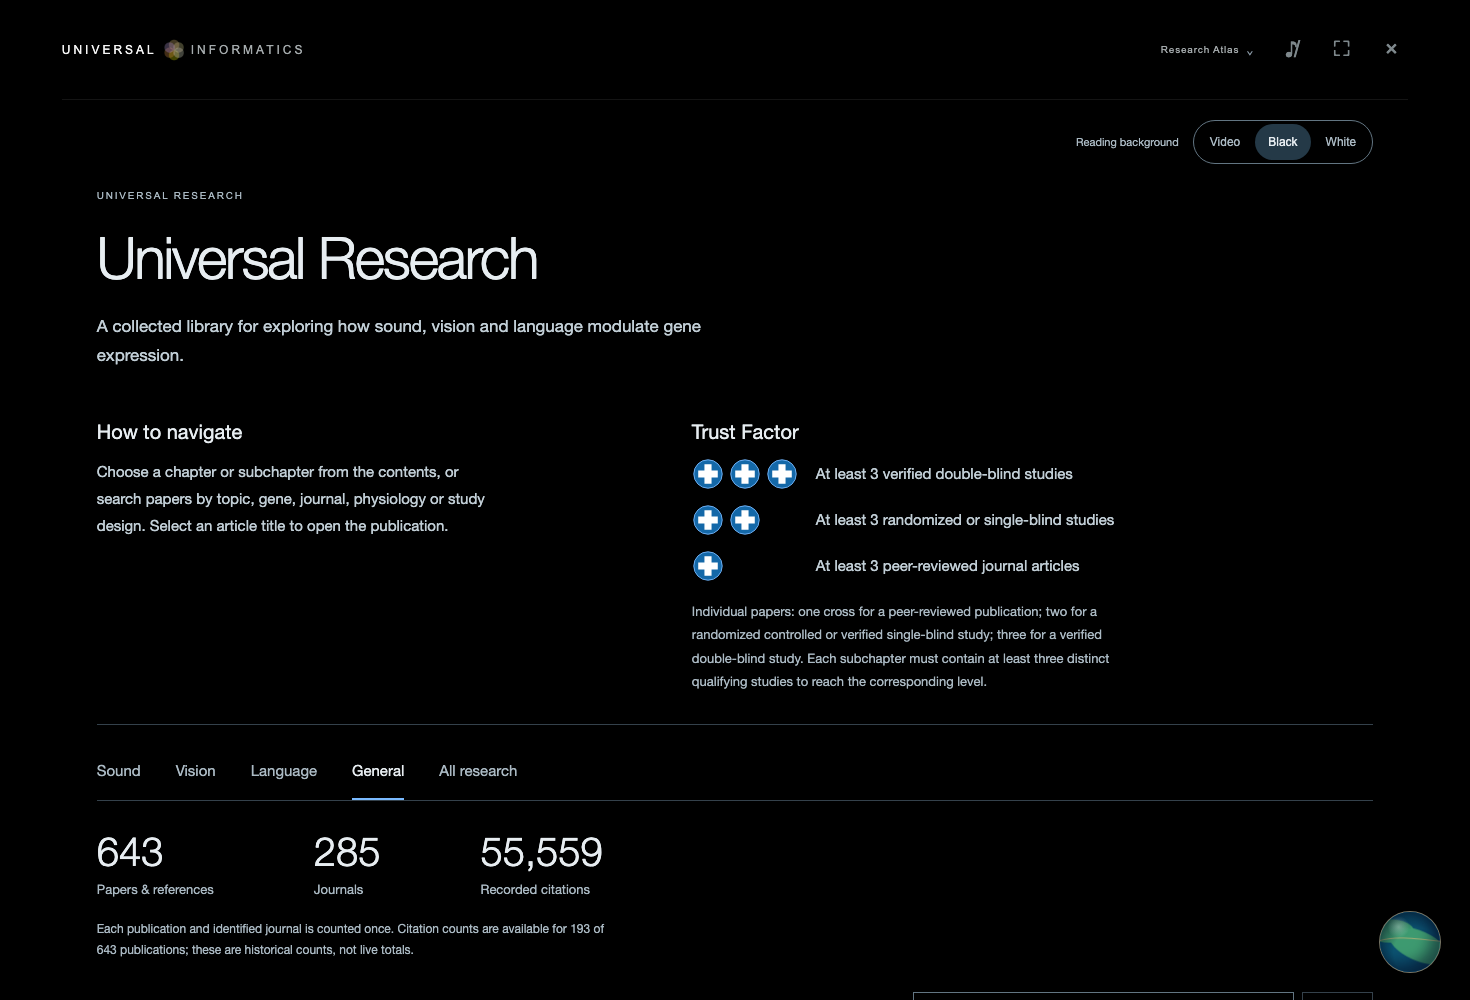 UNIVERSAL INFORMATICS
Research Atlas
Reading background
Video
Black
White
UNIVERSAL RESEARCH
Universal Research
A collected library for exploring how sound, vision and language modulate gene
expression.
How to navigate
Choose a chapter or subchapter from the contents, or
search papers by topic, gene, journal, physiology or study
design. Select an article title to open the publication.
Trust Factor
At least 3 verified double-blind studies
At least 3 randomized or single-blind studies
At least 3 peer-reviewed journal articles
Individual papers: one cross for a peer-reviewed publication; two for a
randomized controlled or verified single-blind study; three for a verified
double-blind study. Each subchapter must contain at least three distinct
qualifying studies to reach the corresponding level.
Sound
Vision
Language
General
All research
643
Papers & references
285
Journals
55,559
Recorded citations
Each publication and identified journal is counted once. Citation counts are available for 193 of
643 publications; these are historical counts, not live totals.